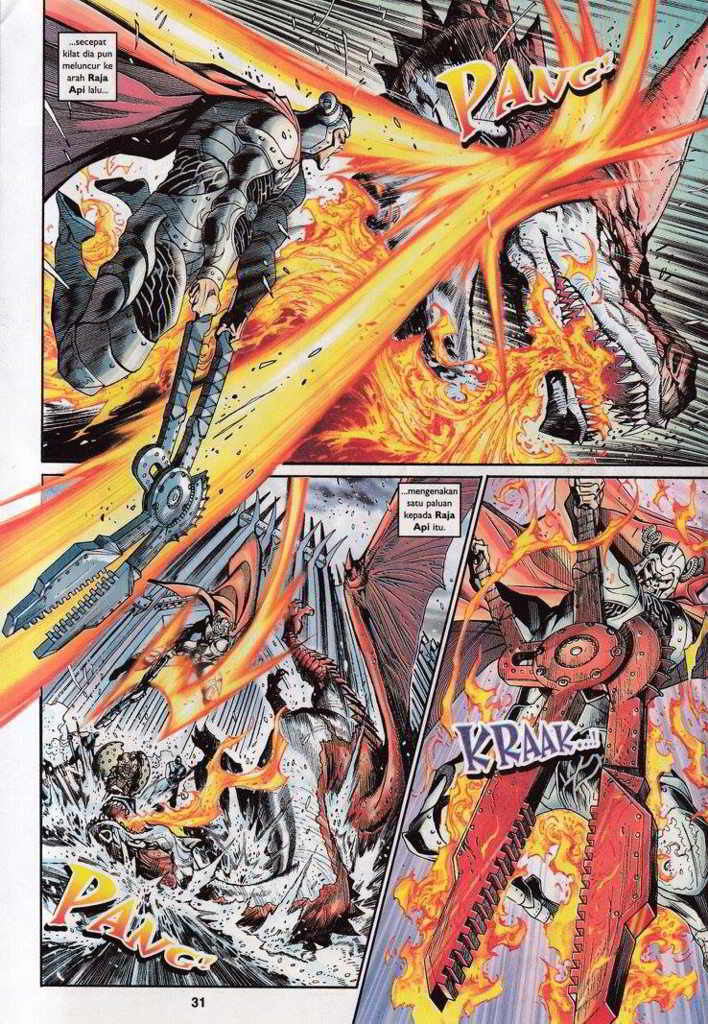 ...secepat
kilat dia pun
meluncur ke
arah Raja
Api lalu...
PANG!!
...mengenakan
satu paluan
kepada Raja
Api itu.
PANG!!
KRAAK...!
31